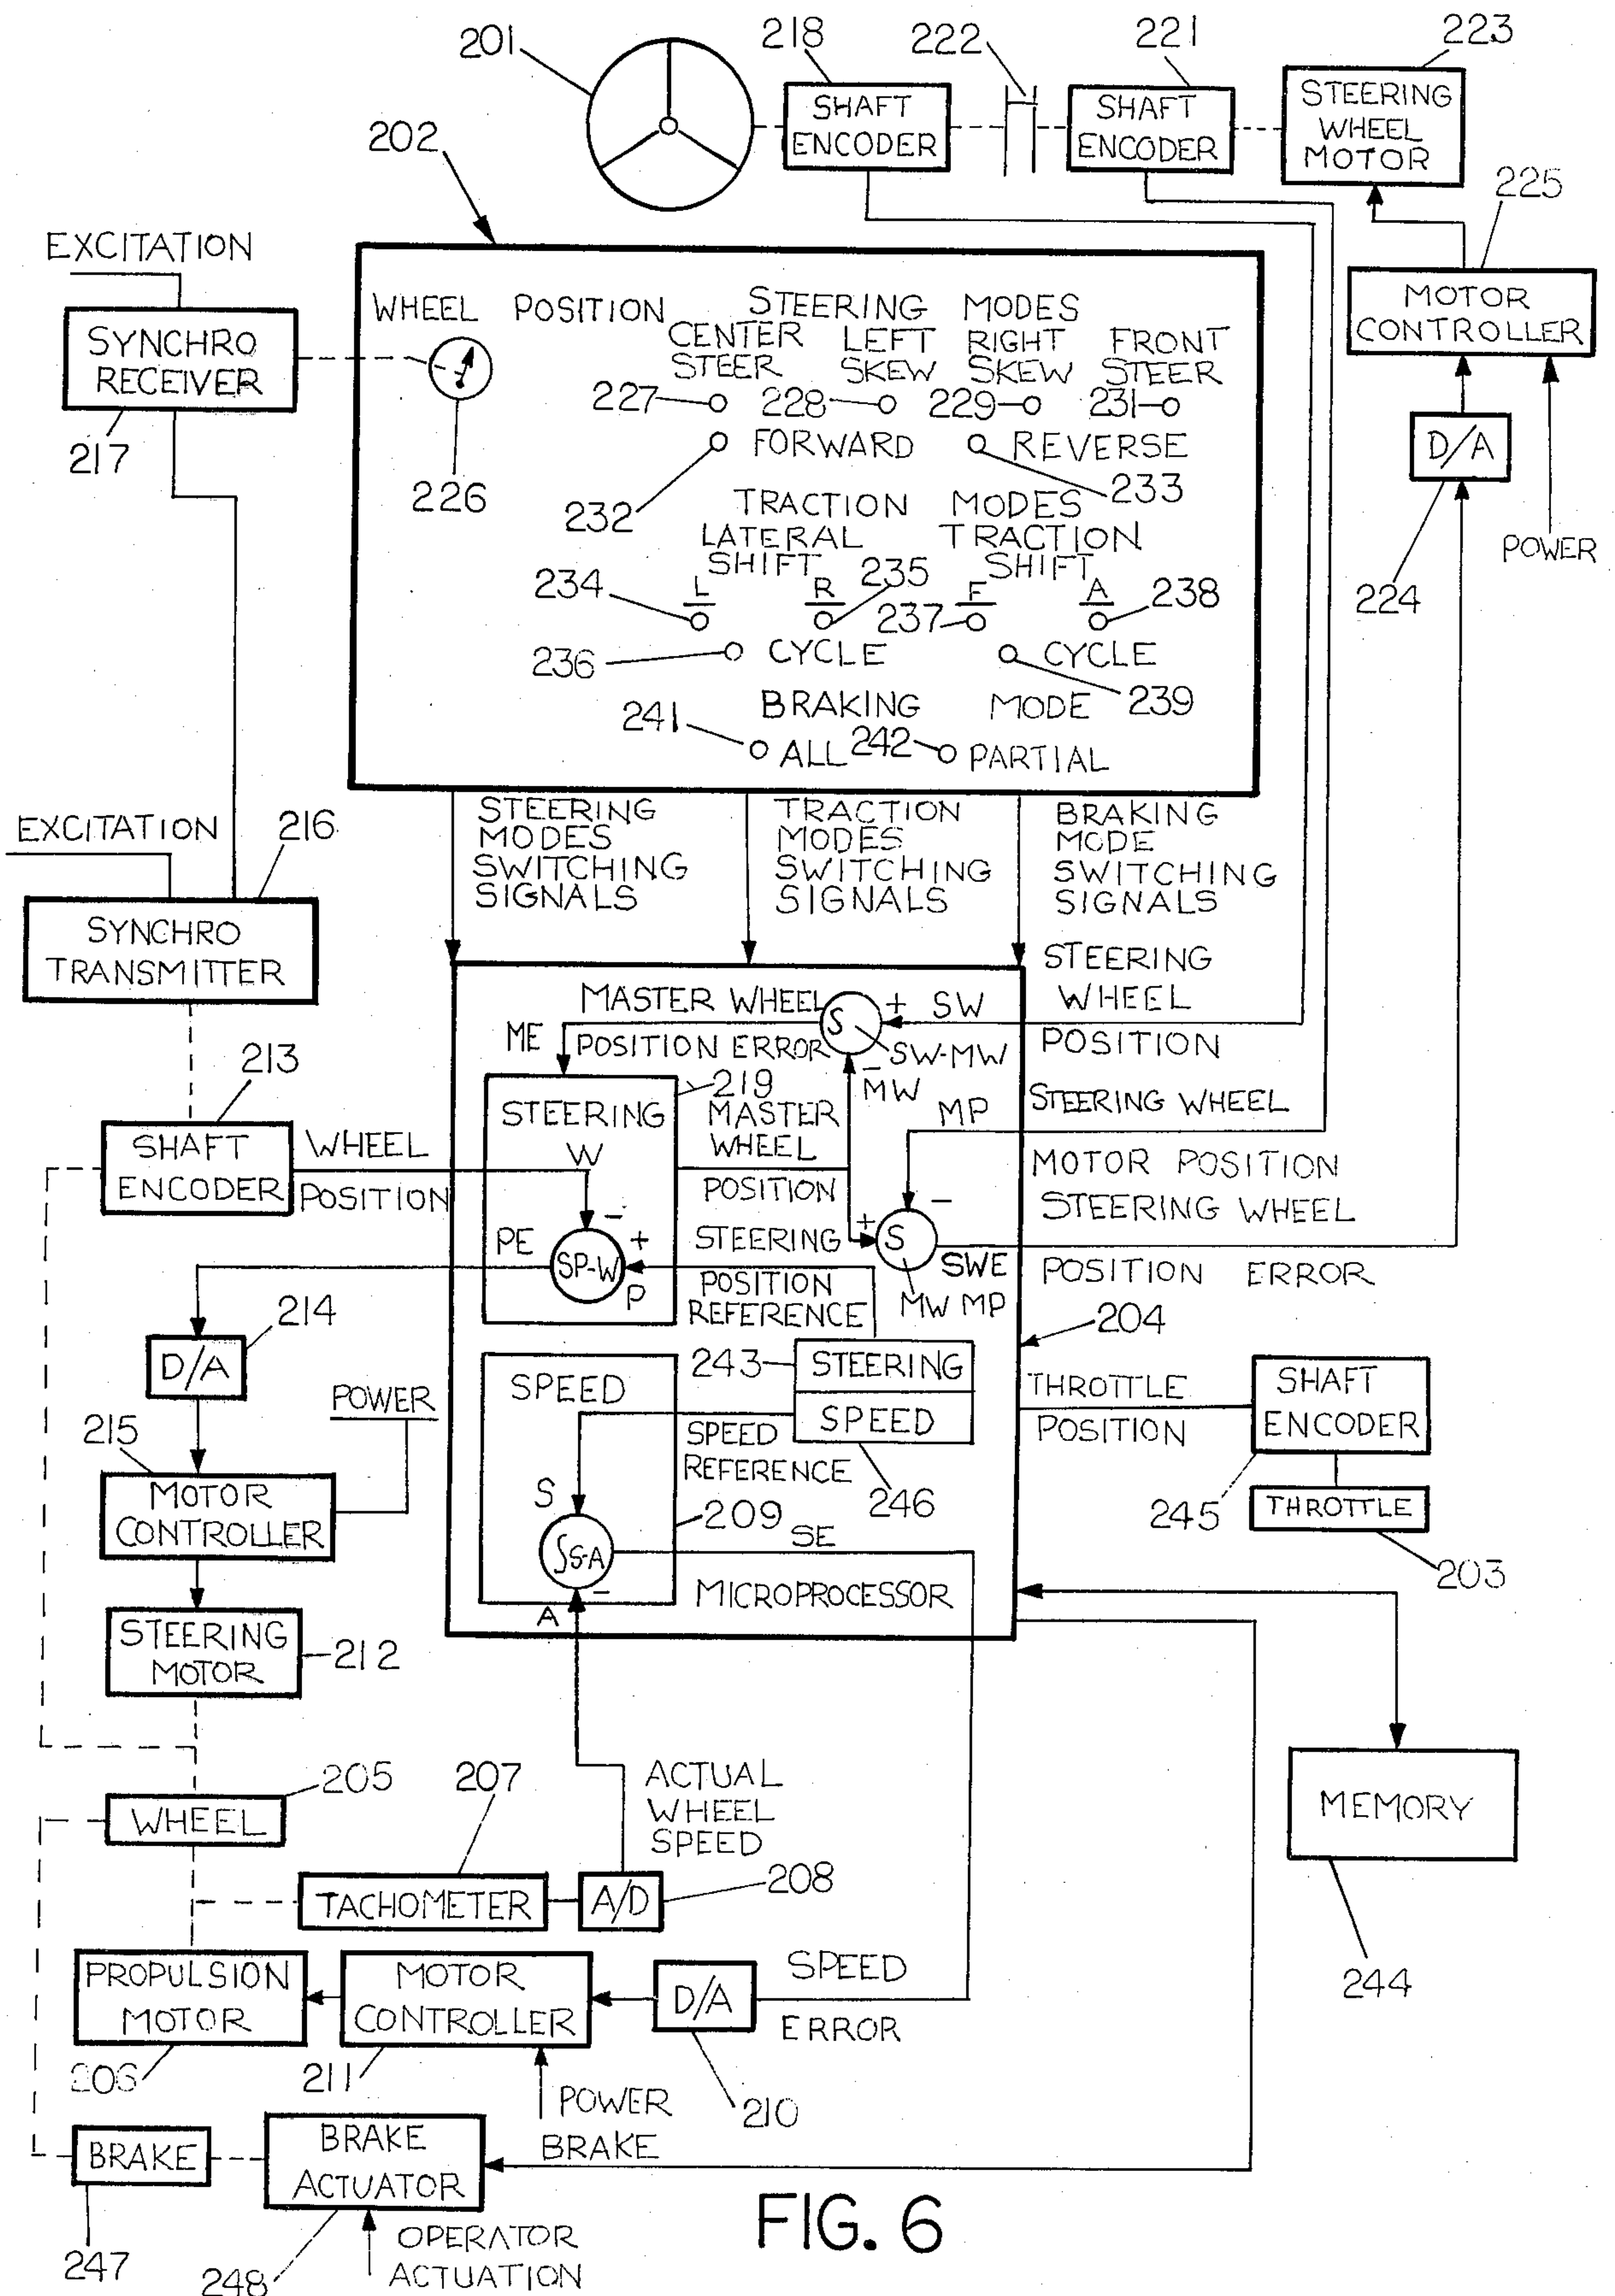 201
218
222
221
223
SHAFT
ENCODER
SHAFT
ENCODER
STEERING
WHEEL
MOTOR
202
225
EXCITATION
MOTOR
CONTROLLER
SYNCHRO
RECEIVER
217
WHEEL POSITION
226
STEERING MODES
CENTER
STEER
LEFT
SKEW
RIGHT
SKEW
FRONT
STEER
227
228
229
231
FORWARD
REVERSE
232
233
D/A
224
POWER
TRACTION MODES
LATERAL
SHIFT
TRACTION
SHIFT
234
L
R
235
F
237
A
238
236
CYCLE
CYCLE
239
BRAKING MODE
241
ALL
242
PARTIAL
EXCITATION
216
STEERING
MODES
SWITCHING
SIGNALS
TRACTION
MODES
SWITCHING
SIGNALS
BRAKING
MODE
SWITCHING
SIGNALS
SYNCHRO
TRANSMITTER
MASTER WHEEL
POSITION ERROR
ME
S
+ SW
SW-MW
-
MW
STEERING
WHEEL
POSITION
213
SHAFT
ENCODER
WHEEL
POSITION
STEERING
219
W
MASTER
WHEEL
POSITION
MP
STEERING WHEEL
MOTOR POSITION
-
+
S
SWE
MW MP
STEERING WHEEL
POSITION ERROR
PE
-
+
SP-W
P
STEERING
POSITION
REFERENCE
204
214
D/A
215
POWER
MOTOR
CONTROLLER
243
STEERING
SPEED
246
SPEED
SPEED
REFERENCE
S
∫S-A
209
SE
-
A
MICROPROCESSOR
THROTTLE
POSITION
SHAFT
ENCODER
245
THROTTLE
203
STEERING
MOTOR
212
205
WHEEL
207
ACTUAL
WHEEL
SPEED
MEMORY
244
TACHOMETER
A/D
208
PROPULSION
MOTOR
206
MOTOR
CONTROLLER
211
D/A
210
SPEED
ERROR
POWER
BRAKE
BRAKE
247
BRAKE
ACTUATOR
248
OPERATOR
ACTUATION
FIG. 6